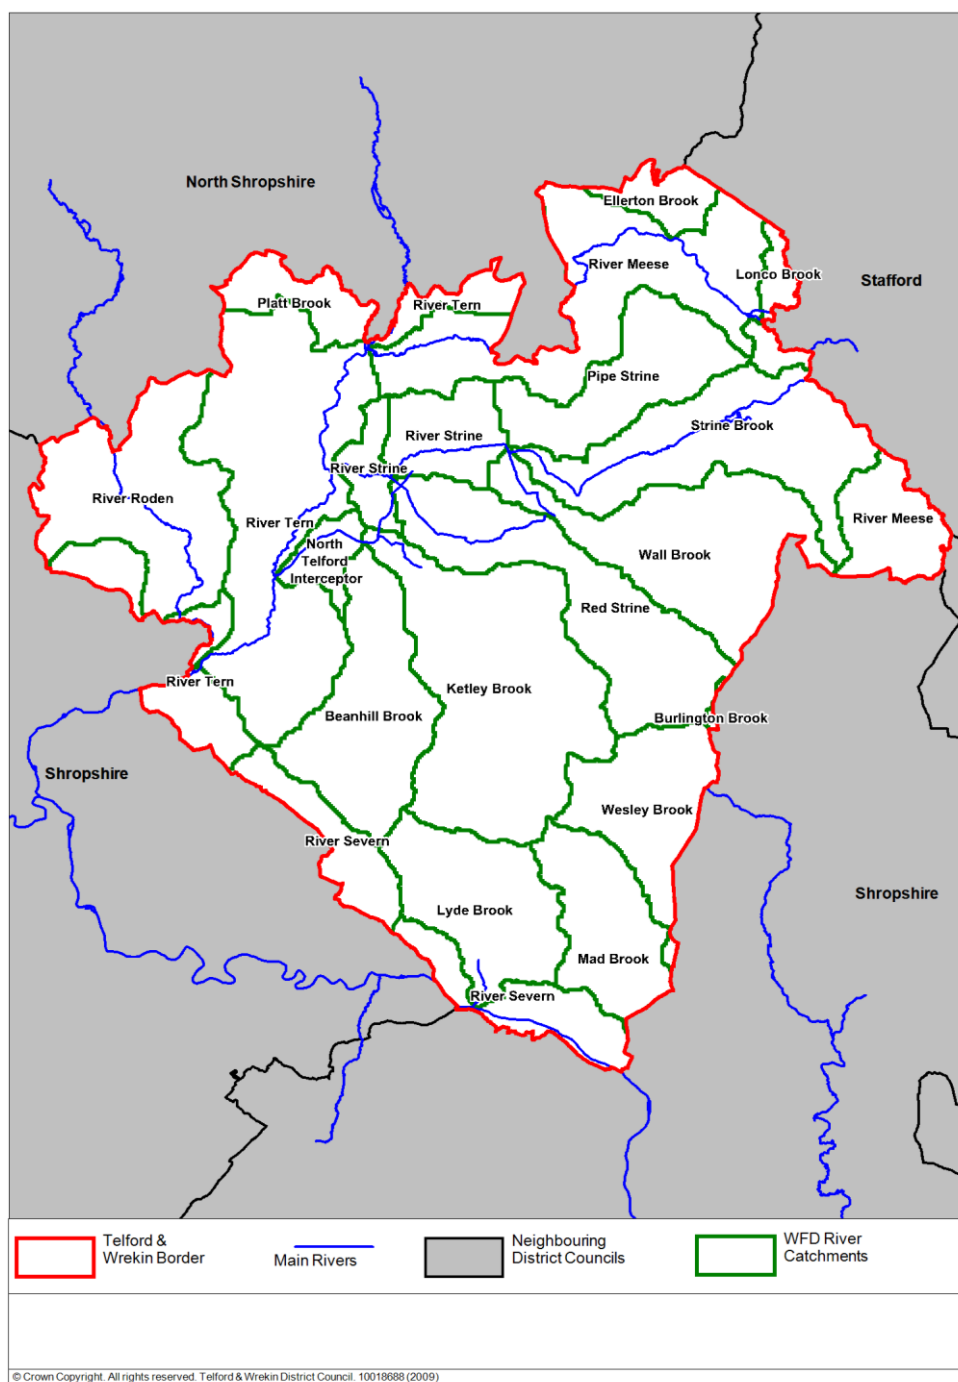 North Shropshire
Ellerton Brook
River Meese
Lonco Brook
Stafford
Platt Brook
River Tern
Pipe Strine
Strine Brook
River Strine
River Strine
River Roden
River Tern
River Meese
North
Telford
Interceptor
Wall Brook
Red Strine
River Tern
Ketley Brook
Beanhill Brook
Burlington Brook
Shropshire
Wesley Brook
River Severn
Shropshire
Lyde Brook
Mad Brook
River Severn
Telford &
Wrekin Border
Main Rivers
Neighbouring
District Councils
WFD River
Catchments
© Crown Copyright. All rights reserved. Telford & Wrekin District Council. 10018688 (2009)